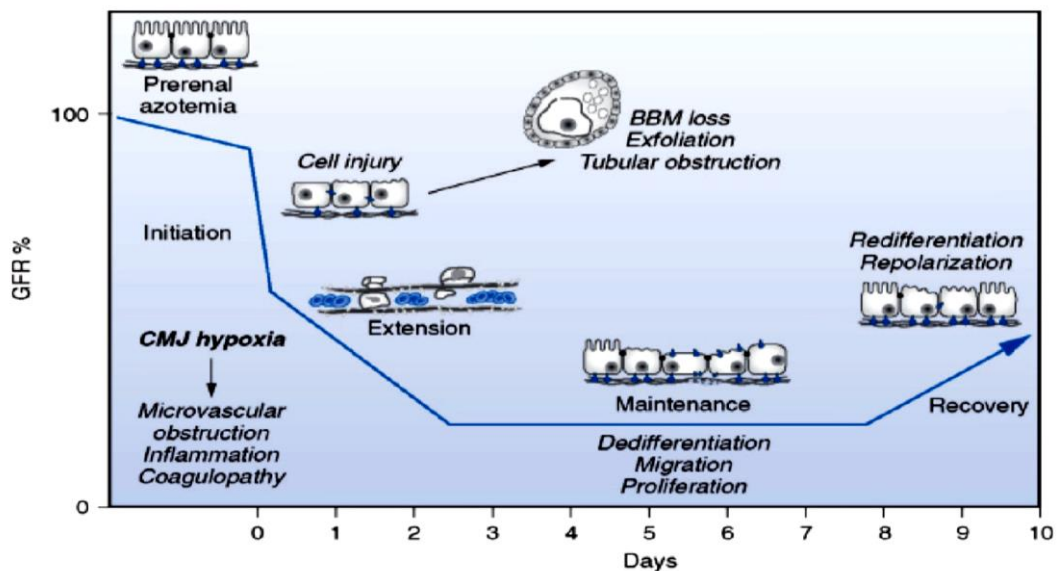 Prerenal
azotemia
100
BBM loss
Exfoliation
Tubular obstruction
Cell injury
Initiation
GFR %
Redifferentiation
Repolarization
Extension
CMJ hypoxia
Microvascular
obstruction
Inflammation
Coagulopathy
Maintenance
Recovery
Dedifferentiation
Migration
Proliferation
0
0 1 2 3 4 5 6 7 8 9 10
Days